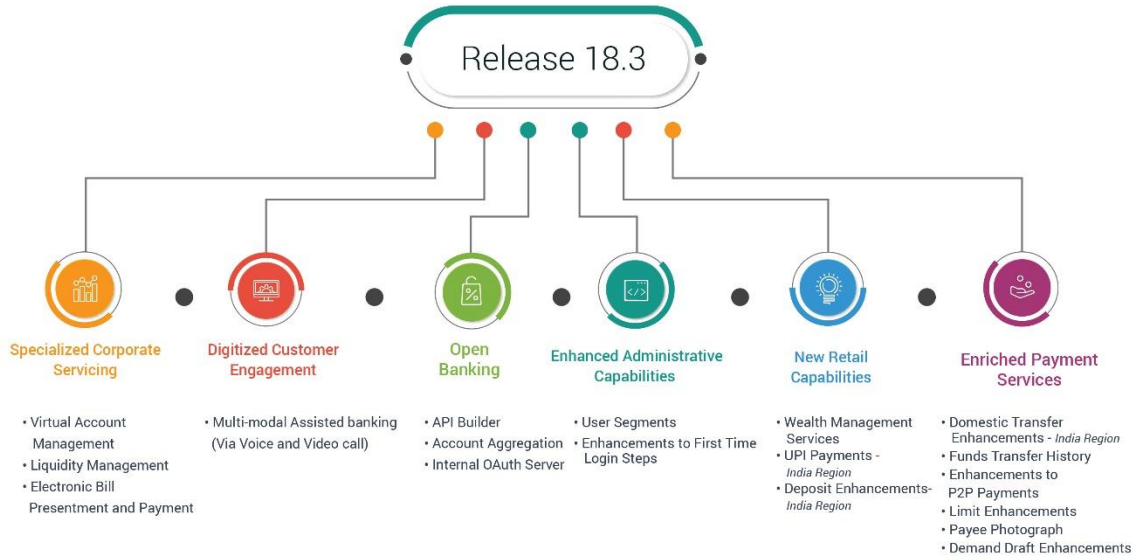 Release 18.3
Specialized Corporate
Servicing
• Virtual Account
Management
• Liquidity Management
• Electronic Bill
Presentment and Payment
Digitized Customer
Engagement
• Multi-modal Assisted banking
(Via Voice and Video call)
Open
Banking
• API Builder
• Account Aggregation
• Internal OAuth Server
Enhanced Administrative
Capabilities
• User Segments
• Enhancements to First Time
Login Steps
New Retail
Capabilities
• Wealth Management
Services
• UPI Payments -
India Region
• Deposit Enhancements-
India Region
Enriched Payment
Services
• Domestic Transfer
Enhancements - India Region
• Funds Transfer History
• Enhancements to
P2P Payments
• Limit Enhancements
• Payee Photograph
• Demand Draft Enhancements